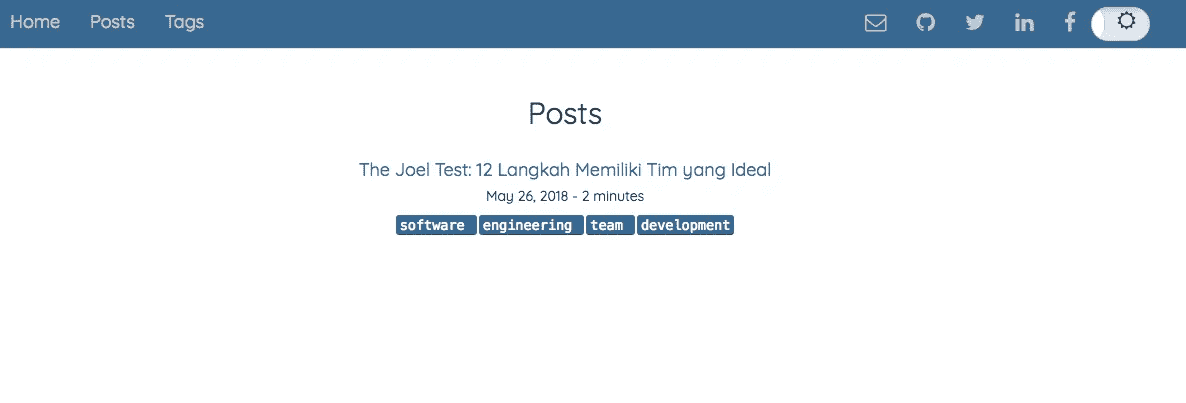 Home Posts Tags
Posts
The Joel Test: 12 Langkah Memiliki Tim yang Ideal
May 26, 2018 - 2 minutes
software engineering team development